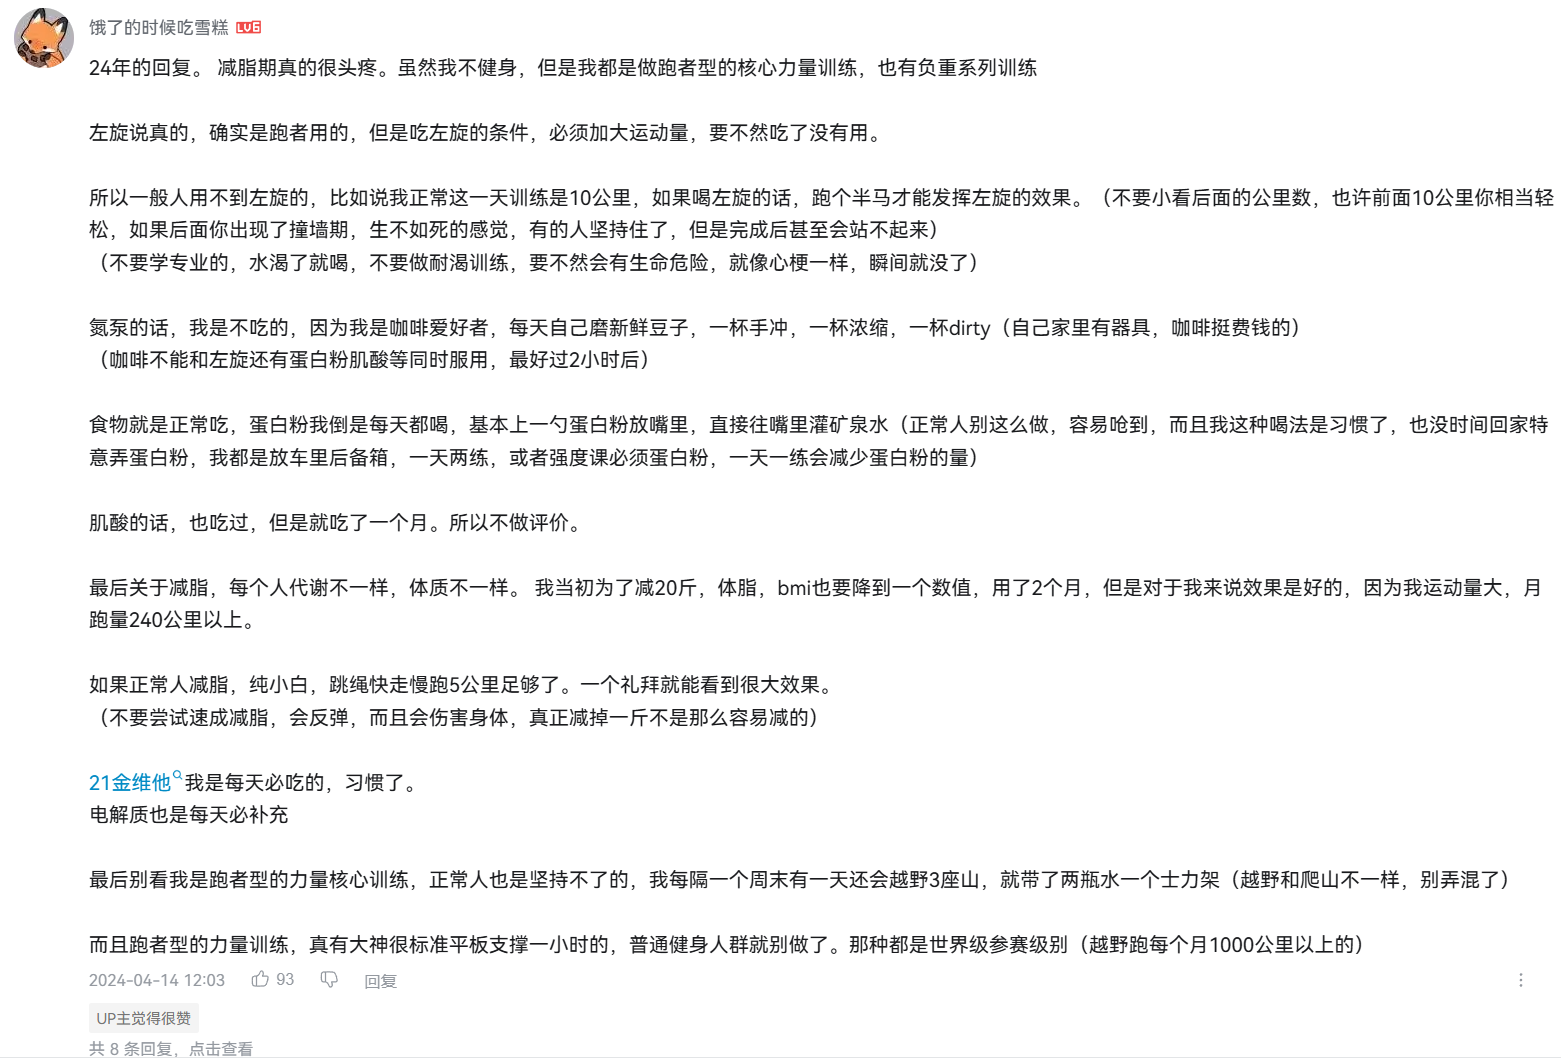 饿了的时候吃雪糕 LV6
24年的回复。 减脂期真的很头疼。虽然我不健身，但是我都是做跑者型的核心力量训练，也有负重系列训练
左旋说真的，确实是跑者用的，但是吃左旋的条件，必须加大运动量，要不然吃了没有用。
所以一般人用不到左旋的，比如说我正常这一天训练是10公里，如果喝左旋的话，跑个半马才能发挥左旋的效果。（不要小看后面的公里数，也许前面10公里你相当轻
松，如果后面你出现了撞墙期，生不如死的感觉，有的人坚持住了，但是完成后甚至会站不起来）
（不要学专业的，水渴了就喝，不要做耐渴训练，要不然会有生命危险，就像心梗一样，瞬间就没了）
氮泵的话，我是不吃的，因为我是咖啡爱好者，每天自己磨新鲜豆子，一杯手冲，一杯浓缩，一杯dirty（自己家里有器具，咖啡挺费钱的）
（咖啡不能和左旋还有蛋白粉肌酸等同时服用，最好过2小时后）
食物就是正常吃，蛋白粉我倒是每天都喝，基本上一勺蛋白粉放嘴里，直接往嘴里灌矿泉水（正常人别这么做，容易呛到，而且我这种喝法是习惯了，也没时间回家特
意弄蛋白粉，我都是放车里后备箱，一天两练，或者强度课必须蛋白粉，一天一练会减少蛋白粉的量）
肌酸的话，也吃过，但是就吃了一个月。所以不做评价。
最后关于减脂，每个人代谢不一样，体质不一样。 我当初为了减20斤，体脂，bmi也要降到一个数值，用了2个月，但是对于我来说效果是好的，因为我运动量大，月
跑量240公里以上。
如果正常人减脂，纯小白，跳绳快走慢跑5公里足够了。一个礼拜就能看到很大效果。
（不要尝试速成减脂，会反弹，而且会伤害身体，真正减掉一斤不是那么容易减的）
21金维他我是每天必吃的，习惯了。
电解质也是每天必补充
最后别看我是跑者型的力量核心训练，正常人也是坚持不了的，我每隔一个周末有一天还会越野3座山，就带了两瓶水一个士力架（越野和爬山不一样，别弄混了）
而且跑者型的力量训练，真有大神很标准平板支撑一小时的，普通健身人群就别做了。那种都是世界级参赛级别（越野跑每个月1000公里以上的）
2024-04-14 12:03 93 回复
UP主觉得很赞
共 8 条回复，点击查看